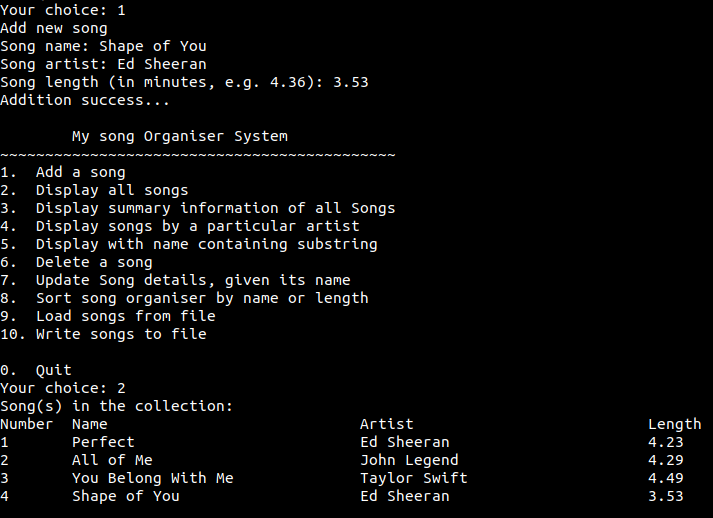 Your choice: 1
Add new song
Song name: Shape of You
Song artist: Ed Sheeran
Song length (in minutes, e.g. 4.36): 3.53
Addition success...
My song Organiser System
~~~~~~~~~~~~~~~~~~~~~~~~~~~~~~~~~~~~~~~~~~~~
1.  Add a song
2.  Display all songs
3.  Display summary information of all Songs
4.  Display songs by a particular artist
5.  Display with name containing substring
6.  Delete a song
7.  Update Song details, given its name
8.  Sort song organiser by name or length
9.  Load songs from file
10. Write songs to file
0.  Quit
Your choice: 2
Song(s) in the collection:
Number  Name                            Artist                          Length
1       Perfect                         Ed Sheeran                      4.23
2       All of Me                       John Legend                     4.29
3       You Belong With Me              Taylor Swift                    4.49
4       Shape of You                    Ed Sheeran                      3.53